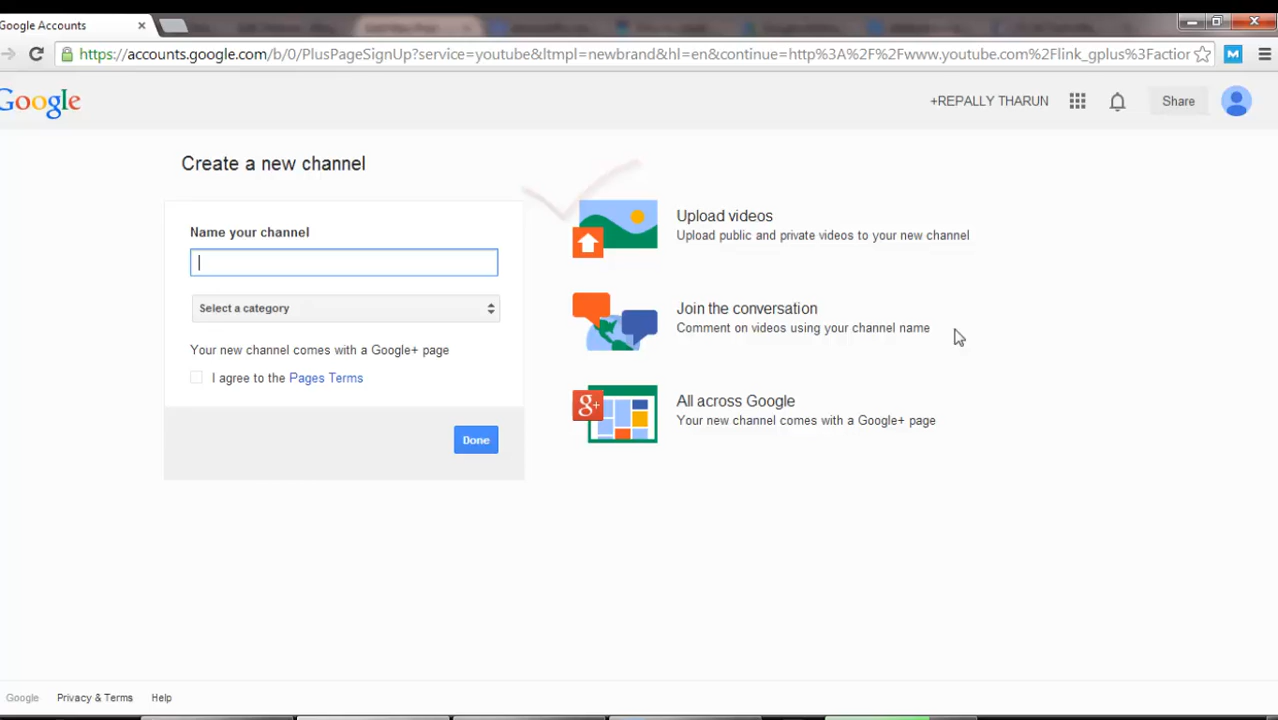 Google Accounts
https://accounts.google.com/b/0/PlusPageSignUp?service=youtube&ltmpl=newbrand&hl=en&continue=http%3A%2F%2Fwww.youtube.com%2Flink_gplus%3Faction
M
Google
+REPALLY THARUN
Share
Create a new channel
Name your channel
Select a category
Your new channel comes with a Google+ page
I agree to the Pages Terms
Done
Upload videos
Upload public and private videos to your new channel
Join the conversation
Comment on videos using your channel name
g+
All across Google
Your new channel comes with a Google+ page
Google Privacy & Terms Help